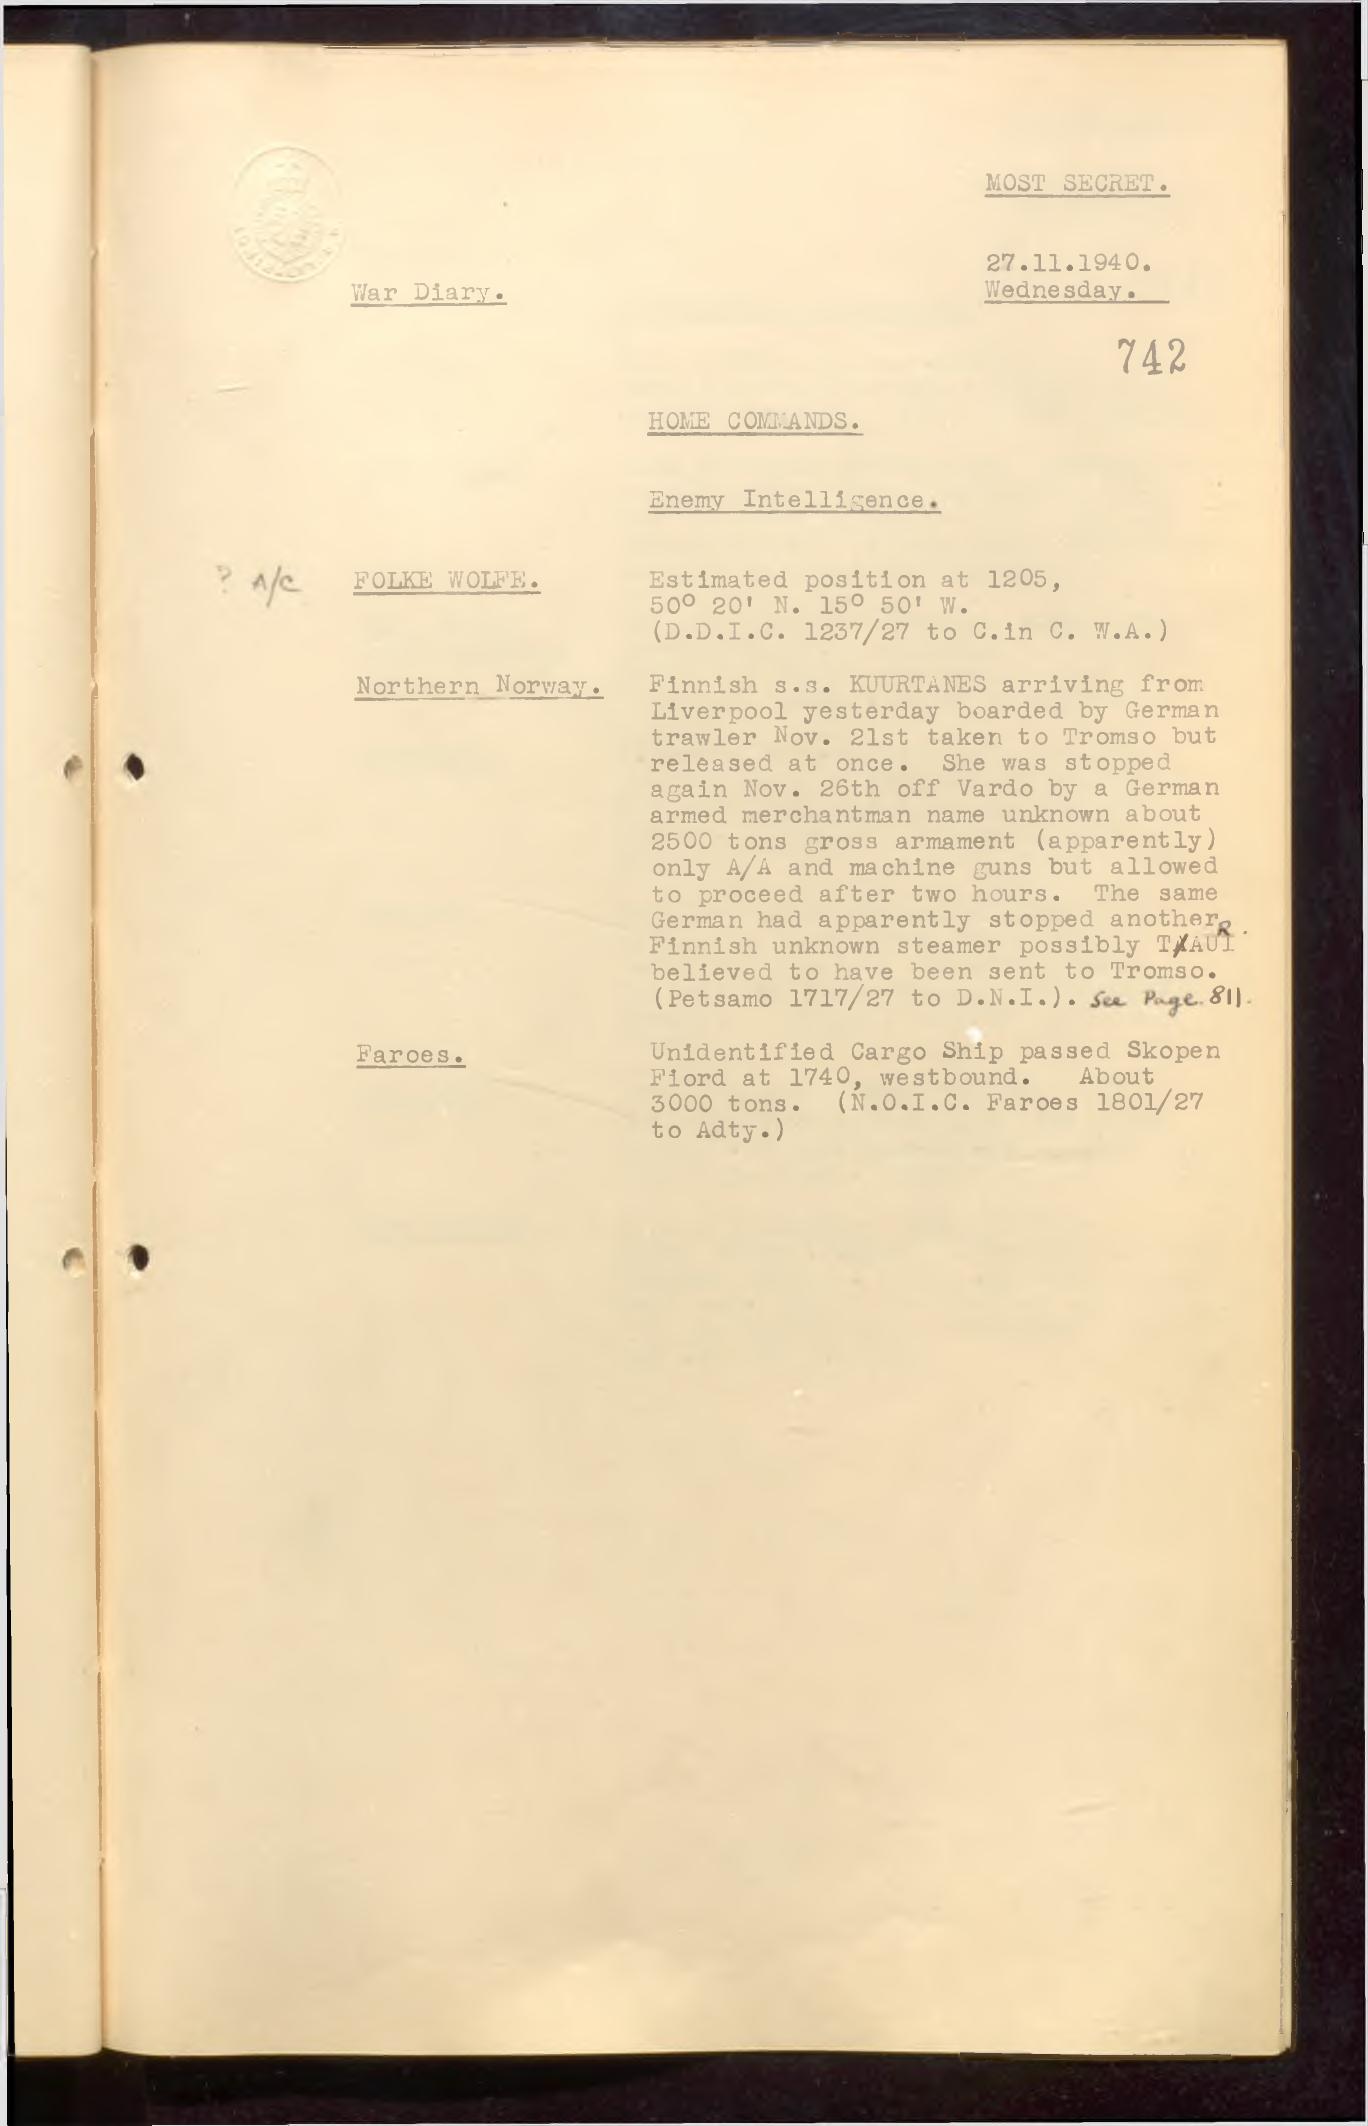 MOST SECRET.
27.11.1940.
War Diary.
Wednesday.
742
HOME COMMANDS.
Enemy Intelligence.
? A/C
FOLKE WOLFE.
Estimated position at 1205,
50° 20' N. 15° 50' W.
(D.D.I.C. 1237/27 to C.in C. W.A.)
Northern Norway.
Finnish s.s. KUURTANES arriving from
Liverpool yesterday boarded by German
trawler Nov. 21st taken to Tromso but
released at once. She was stopped
again Nov. 26th off Vardo by a German
armed merchantman name unknown about
2500 tons gross armament (apparently)
only A/A and machine guns but allowed
to proceed after two hours. The same
German had apparently stopped another
Finnish unknown steamer possibly TAAURI
believed to have been sent to Tromso.
(Petsamo 1717/27 to D.N.I.). See Page 811.
Faroes.
Unidentified Cargo Ship passed Skopen
Fiord at 1740, westbound. About
3000 tons. (N.O.I.C. Faroes 1801/27
to Adty.)